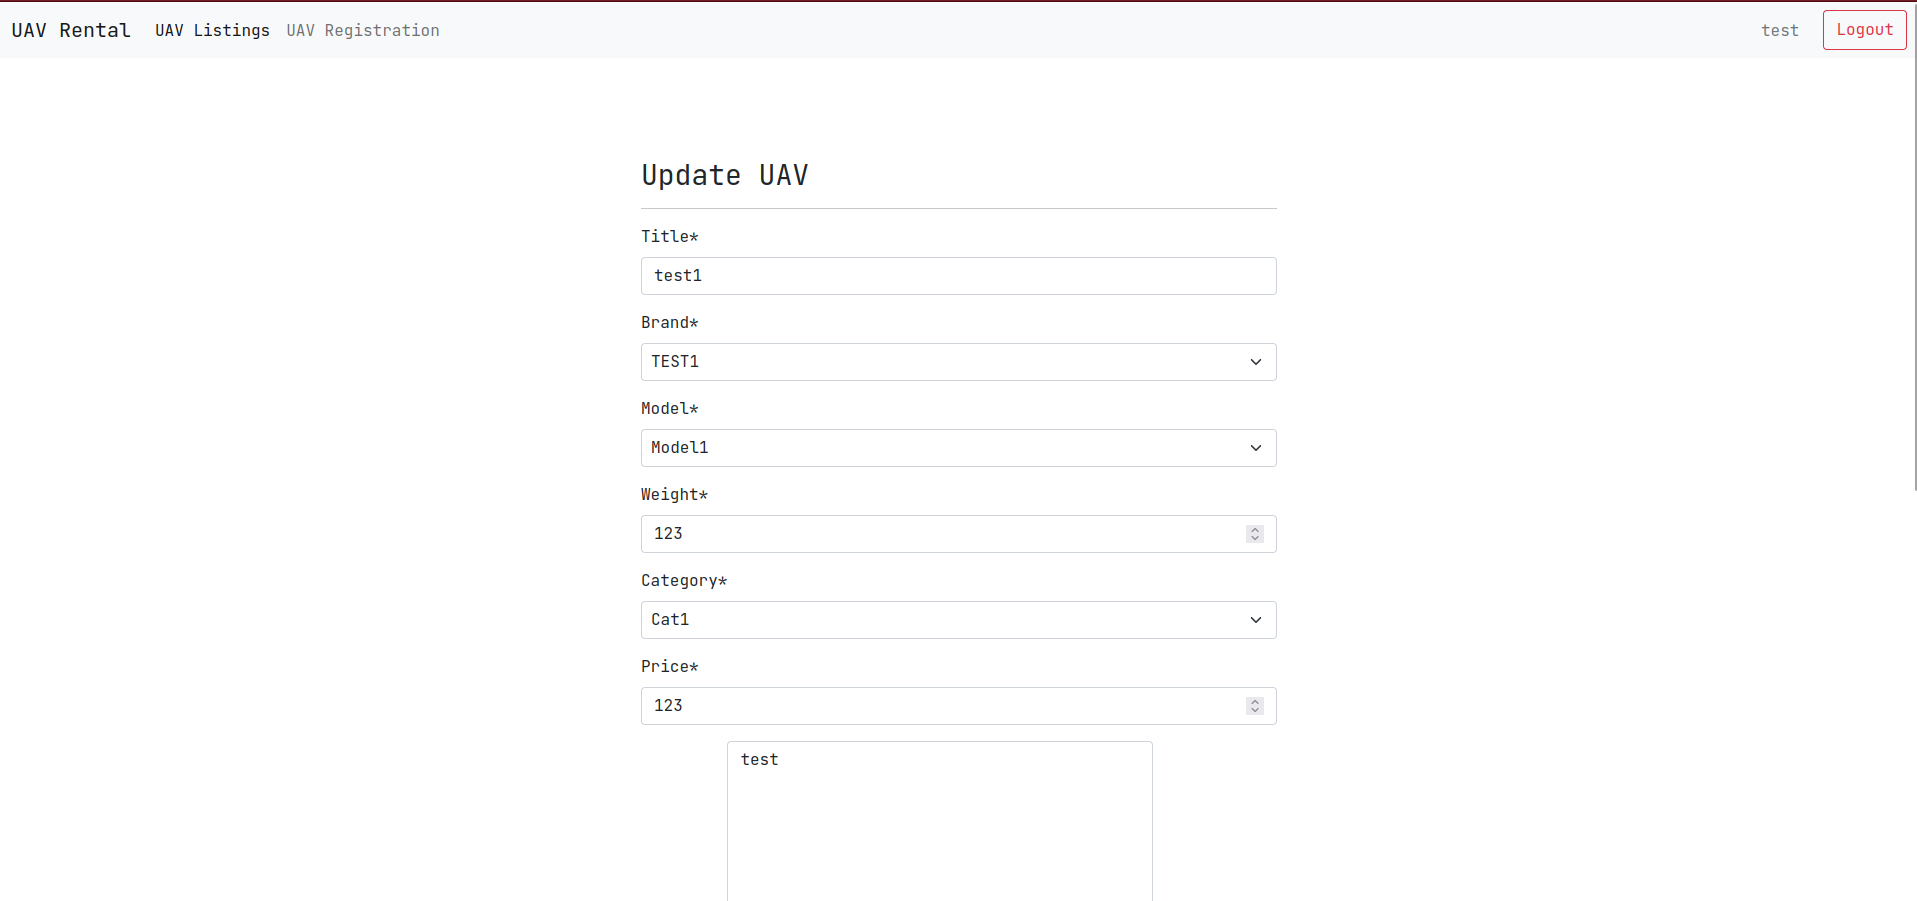 UAV Rental UAV Listings UAV Registration test Logout
Update UAV
Title*
test1
Brand*
TEST1
Model*
Model1
Weight*
123
Category*
Cat1
Price*
123
test